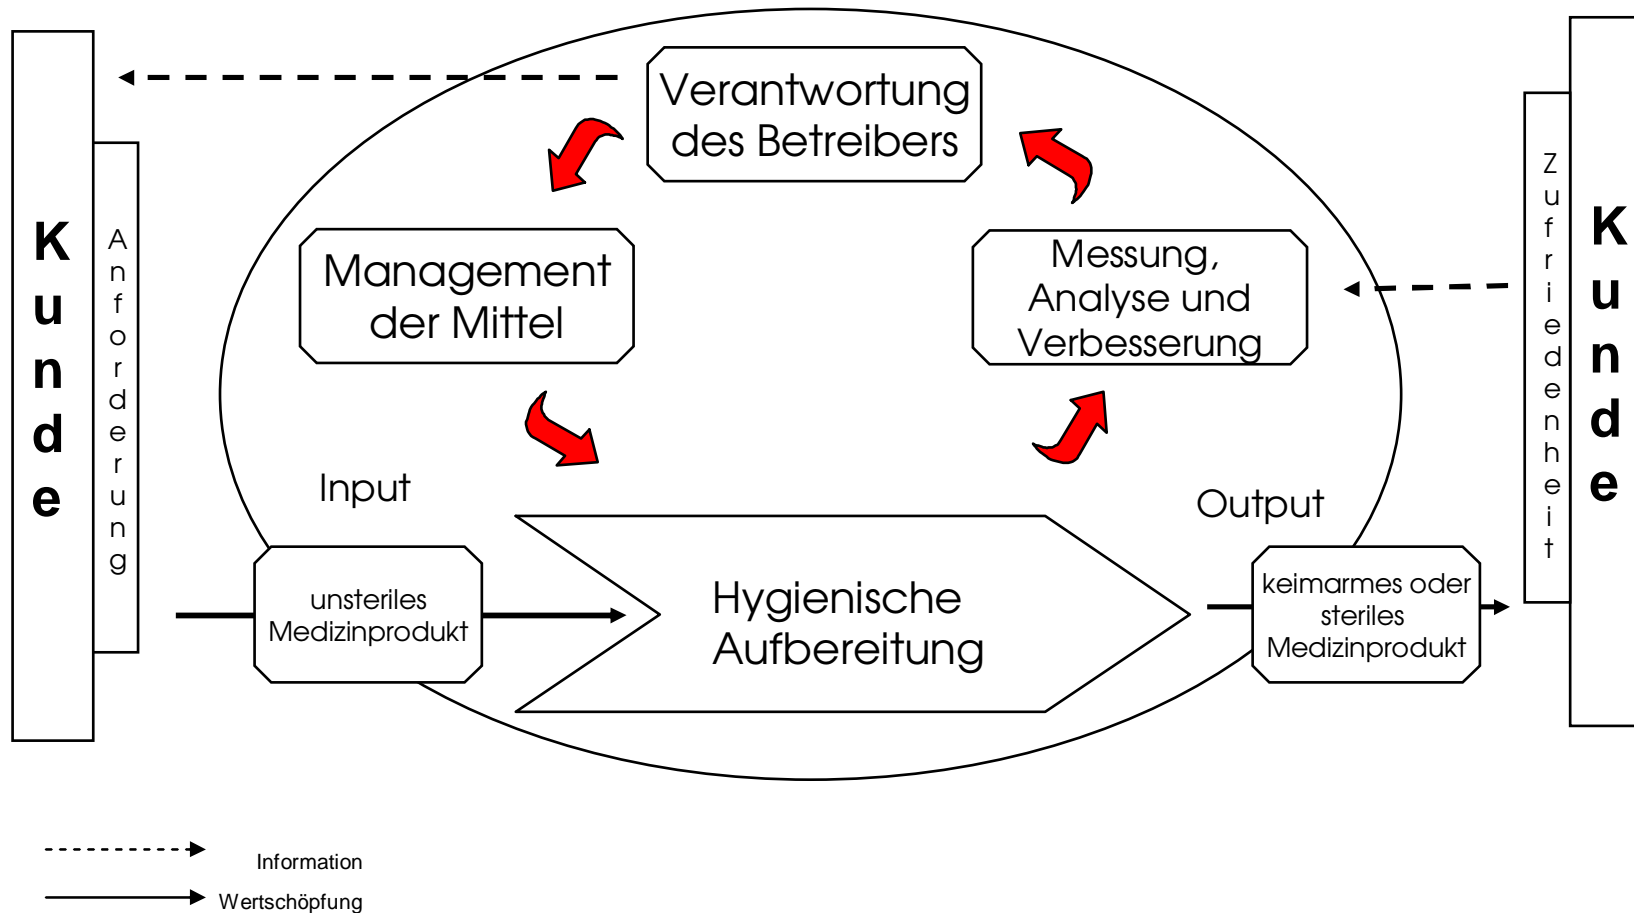 Kunde
Anforderung
Verantwortung
des Betreibers
Management
der Mittel
Messung,
Analyse und
Verbesserung
Input
Output
unsteriles
Medizinprodukt
Hygienische
Aufbereitung
keimarmes oder
steriles
Medizinprodukt
Zufriedenheit
Kunde
Information
Wertschöpfung